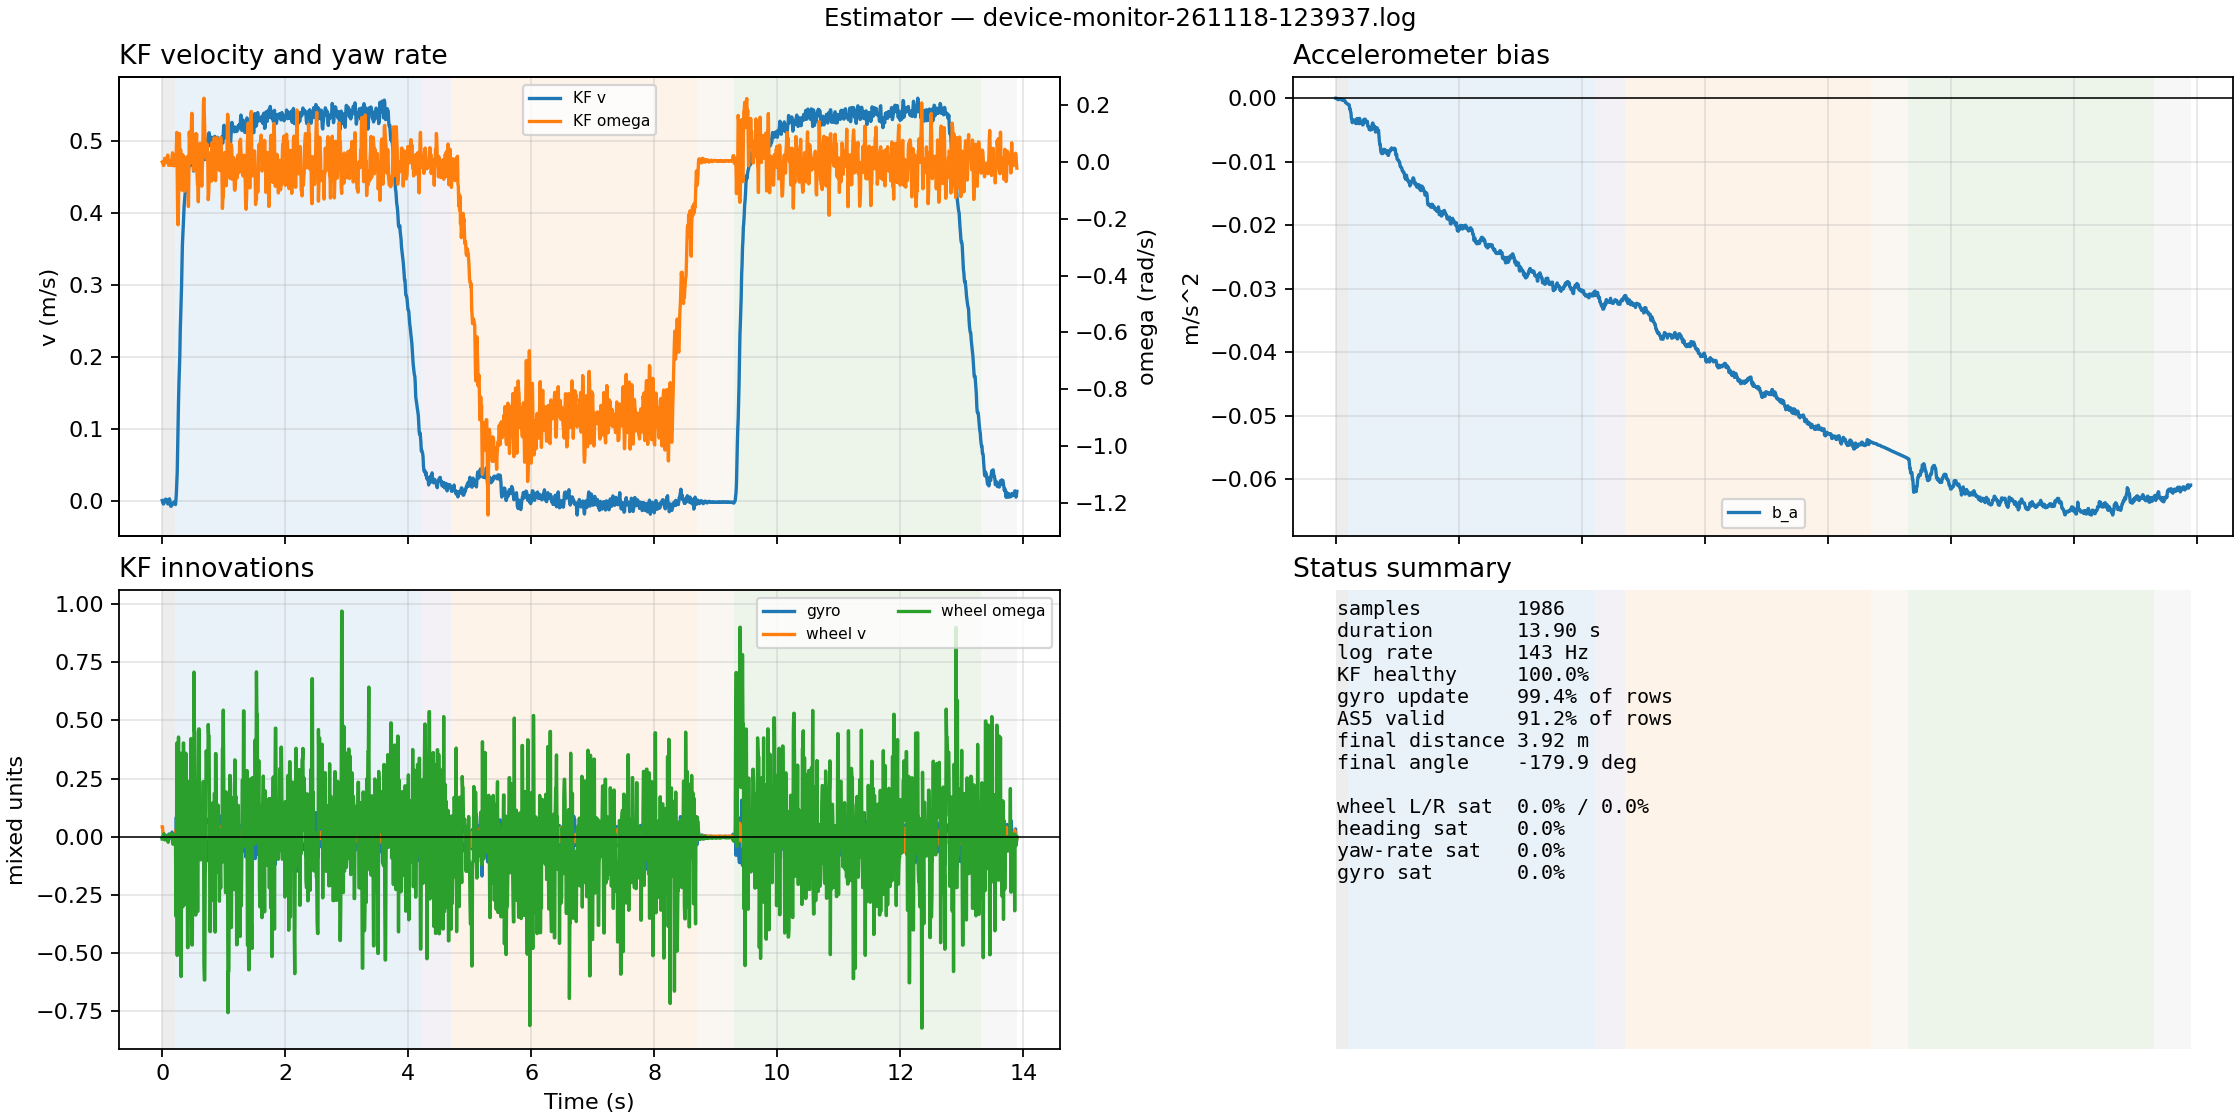 Estimator — device-monitor-261118-123937.log
KF velocity and yaw rate
KF v
KF omega
0.5
0.4
0.3
0.2
0.1
0.0
v (m/s)
0.2
0.0
−0.2
−0.4
−0.6
−0.8
−1.0
−1.2
omega (rad/s)
Accelerometer bias
0.00
−0.01
−0.02
−0.03
−0.04
−0.05
−0.06
m/s^2
b_a
KF innovations
gyro
wheel v
wheel omega
1.00
0.75
0.50
0.25
0.00
−0.25
−0.50
−0.75
mixed units
0 2 4 6 8 10 12 14
Time (s)
Status summary
samples 1986
duration 13.90 s
log rate 143 Hz
KF healthy 100.0%
gyro update 99.4% of rows
AS5 valid 91.2% of rows
final distance 3.92 m
final angle -179.9 deg
wheel L/R sat 0.0% / 0.0%
heading sat 0.0%
yaw-rate sat 0.0%
gyro sat 0.0%